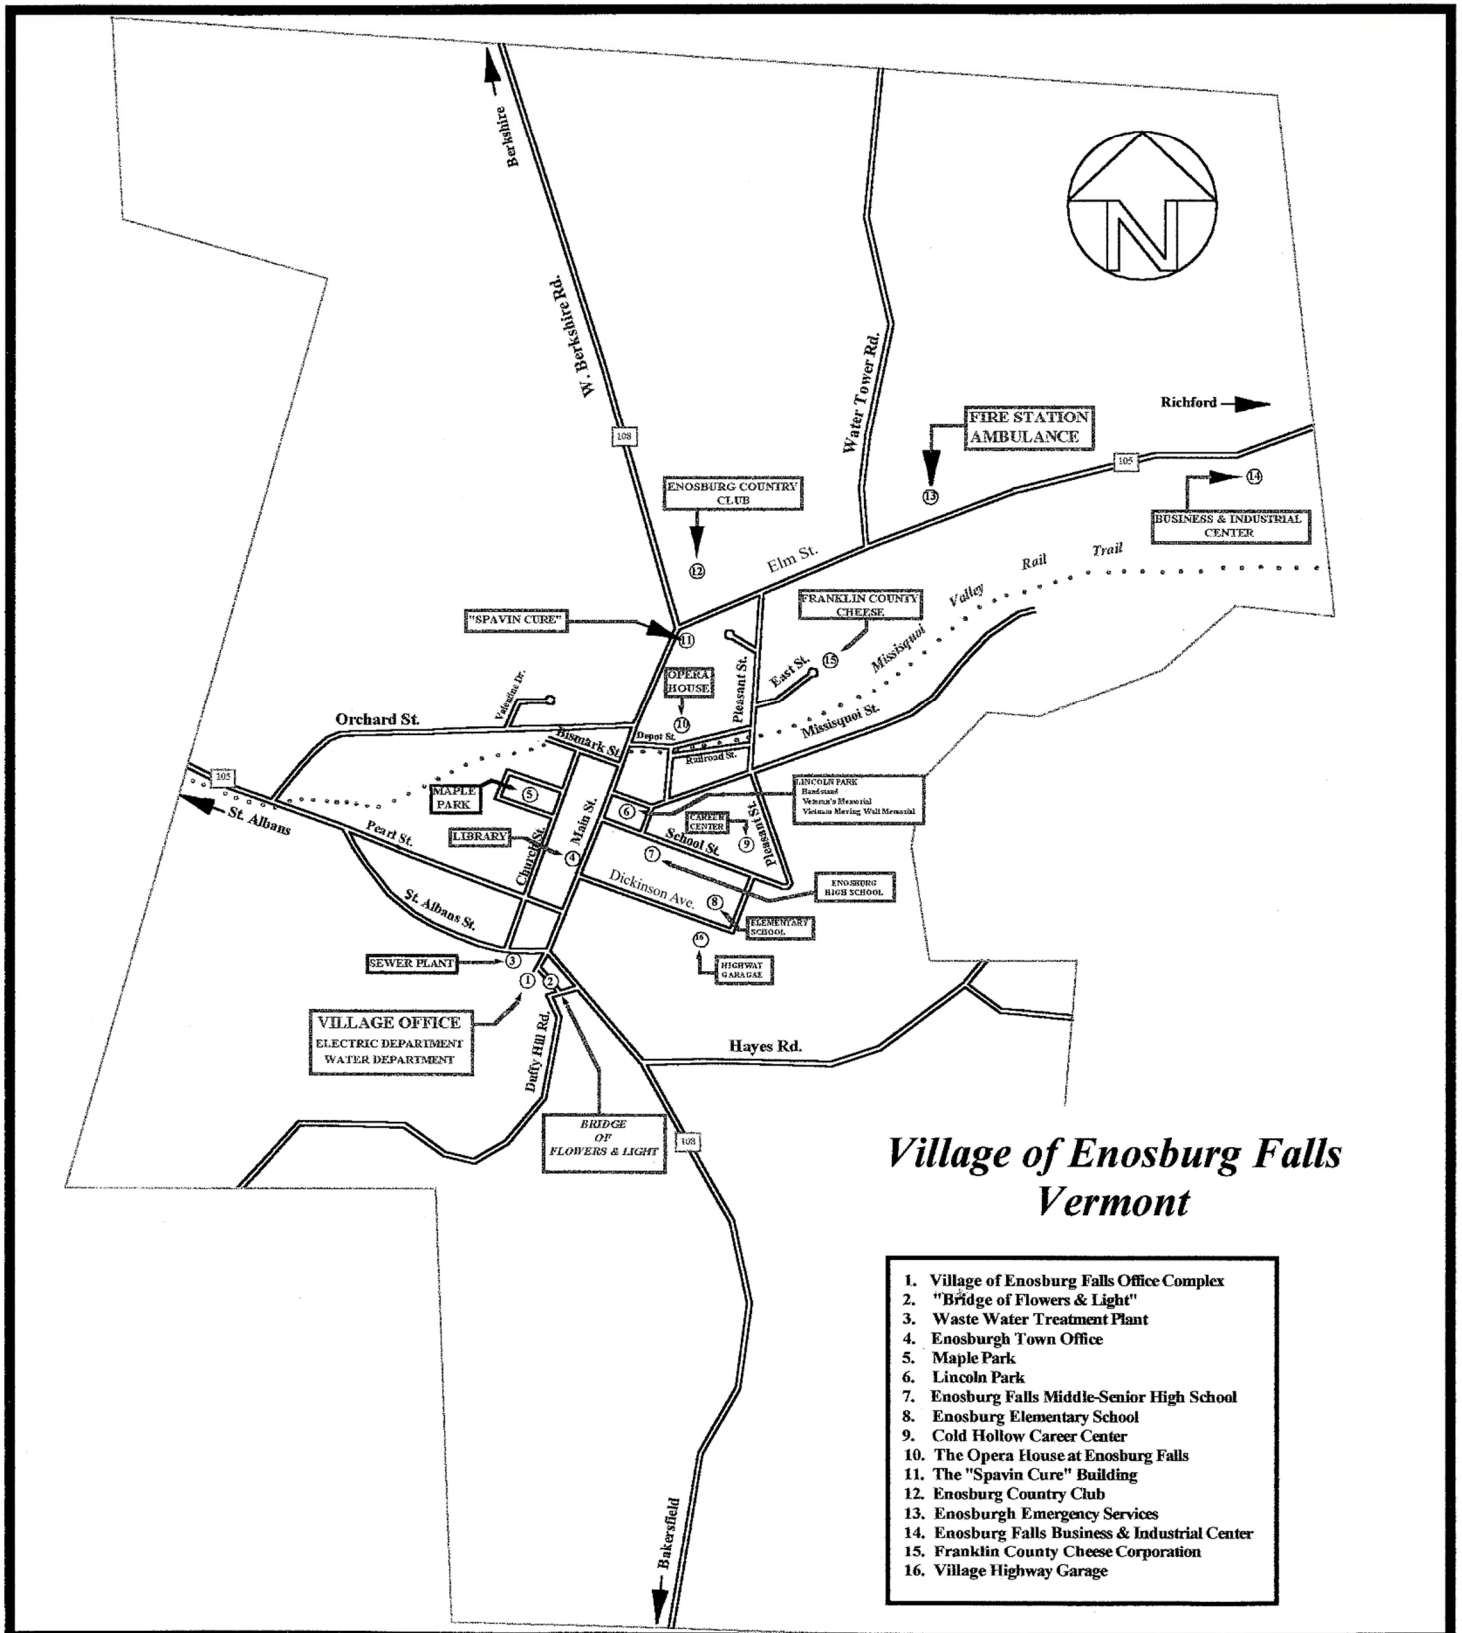 Berkshire
N
W. Berkshire Rd.
Water Tower Rd.
Richford
FIRE STATION
AMBULANCE
108
105
14
ENOSBURG COUNTRY
CLUB
13
BUSINESS & INDUSTRIAL
CENTER
Elm St.
Missisquoi Valley Rail Trail
12
FRANKLIN COUNTY
CHEESE
"SPAVIN CURE"
11
15
East St.
OPERA
HOUSE
Pleasant St.
Valentine Dr.
Orchard St.
10
Missisquoi St.
Bismark St.
Depot St.
Railroad St.
105
MAPLE
PARK
5
LINCOLN PARK
Bandstand
Veteran's Memorial
Vietnam Moving Wall Memorial
St. Albans
Pearl St.
Main St.
6
CAREER
CENTER
Pleasant St.
LIBRARY
Church St.
School St.
9
4
7
Dickinson Ave.
ENOSBURG
HIGH SCHOOL
St. Albans St.
8
ELEMENTARY
SCHOOL
16
SEWER PLANT
3
HIGHWAT
GARAGAE
1
2
VILLAGE OFFICE
ELECTRIC DEPARTMENT
WATER DEPARTMENT
Duffy Hill Rd.
Hayes Rd.
BRIDGE
OF
FLOWERS & LIGHT
108
Village of Enosburg Falls
Vermont
1. Village of Enosburg Falls Office Complex
2. "Bridge of Flowers & Light"
3. Waste Water Treatment Plant
4. Enosburgh Town Office
5. Maple Park
6. Lincoln Park
7. Enosburg Falls Middle-Senior High School
8. Enosburg Elementary School
9. Cold Hollow Career Center
10. The Opera House at Enosburg Falls
11. The "Spavin Cure" Building
12. Enosburg Country Club
13. Enosburgh Emergency Services
14. Enosburg Falls Business & Industrial Center
15. Franklin County Cheese Corporation
16. Village Highway Garage
Bakersfield